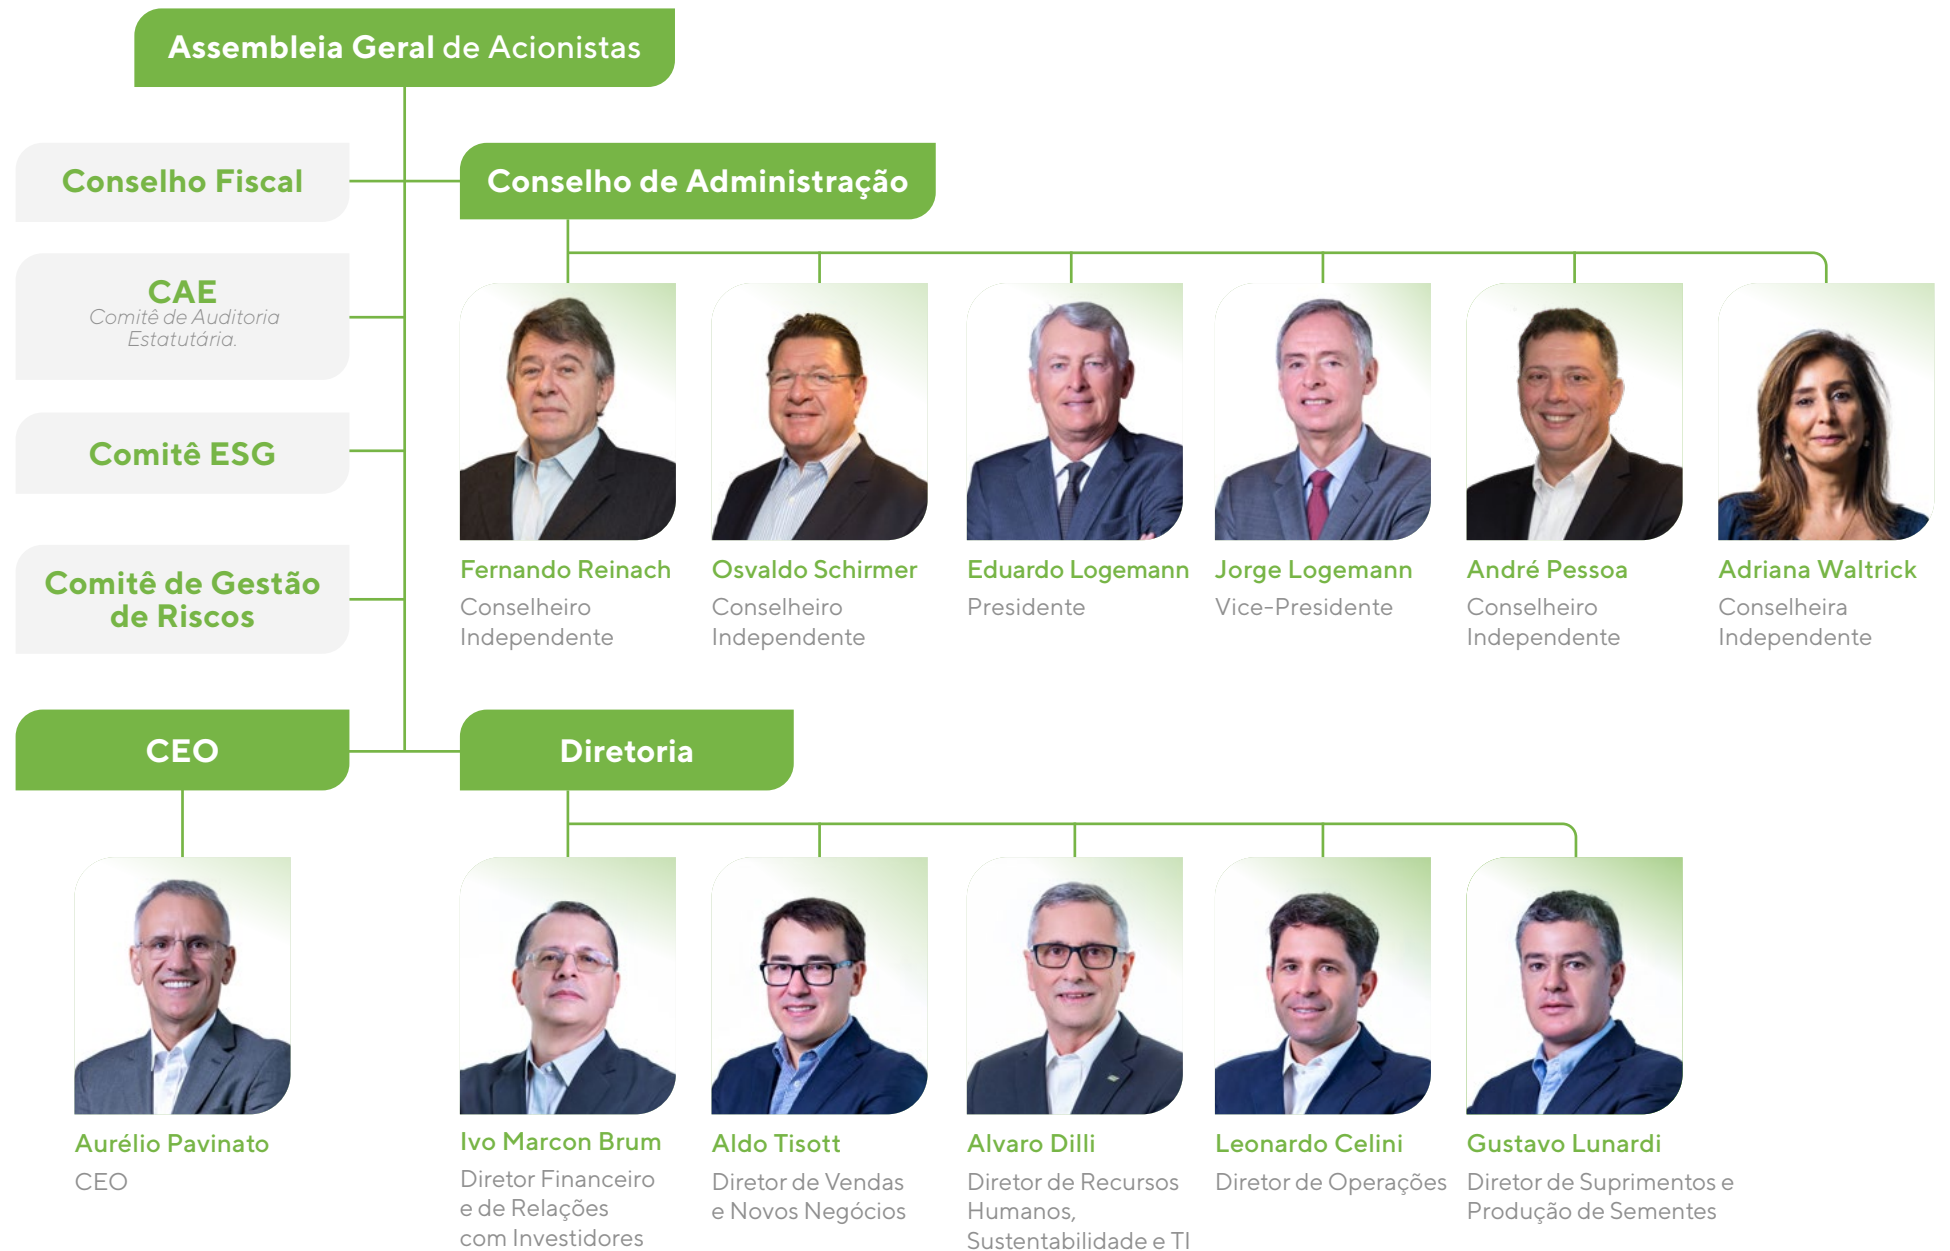 Assembleia Geral de Acionistas
Conselho Fiscal
Conselho de Administração
CAE
Comitê de Auditoria
Estatutária.
Comitê ESG
Comitê de Gestão
de Riscos
Fernando Reinach
Conselheiro
Independente
Osvaldo Schirmer
Conselheiro
Independente
Eduardo Logemann
Presidente
Jorge Logemann
Vice-Presidente
André Pessoa
Conselheiro
Independente
Adriana Waltrick
Conselheira
Independente
CEO
Diretoria
Aurélio Pavinato
CEO
Ivo Marcon Brum
Diretor Financeiro
e de Relações
com Investidores
Aldo Tisott
Diretor de Vendas
e Novos Negócios
Alvaro Dilli
Diretor de Recursos
Humanos,
Sustentabilidade e TI
Leonardo Celini
Diretor de Operações
Gustavo Lunardi
Diretor de Suprimentos e
Produção de Sementes